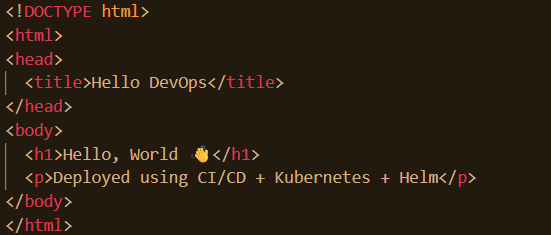 <!DOCTYPE html>
<html>
<head>
  <title>Hello DevOps</title>
</head>
<body>
  <h1>Hello, World 👋</h1>
  <p>Deployed using CI/CD + Kubernetes + Helm</p>
</body>
</html>